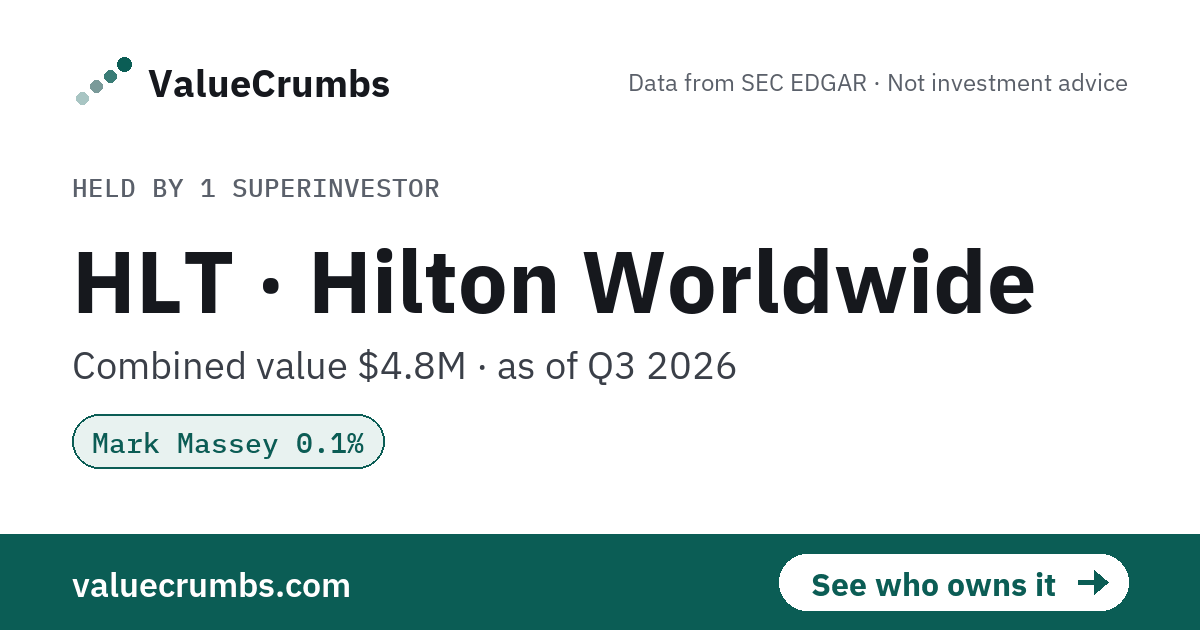 ValueCrumbs
Data from SEC EDGAR · Not investment advice
HELD BY 1 SUPERINVESTOR
HLT · Hilton Worldwide
Combined value $4.8M · as of Q3 2026
Mark Massey 0.1%
valuecrumbs.com
See who owns it →